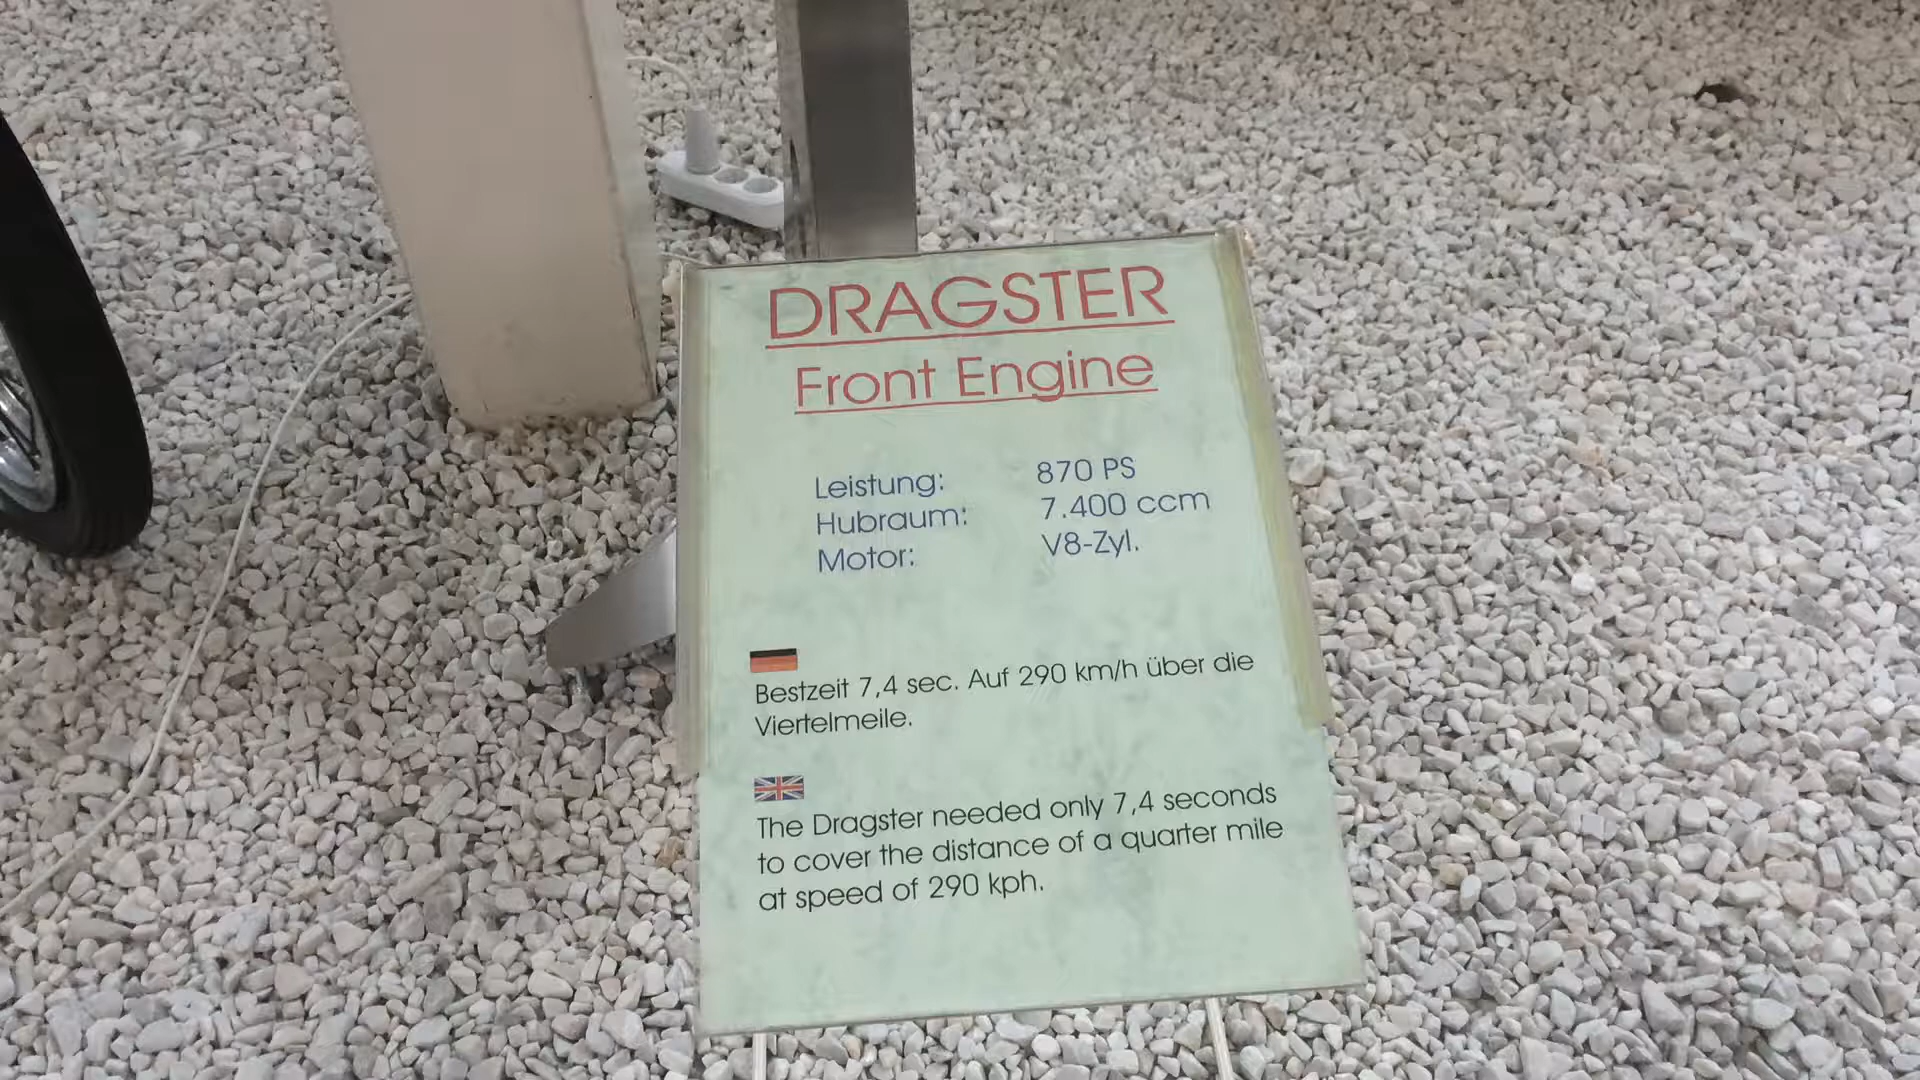 DRAGSTER
Front Engine
Leistung: 870 PS
Hubraum: 7.400 ccm
Motor: V8-Zyl.
Bestzeit 7,4 sec. Auf 290 km/h über die
Viertelmeile.
The Dragster needed only 7,4 seconds
to cover the distance of a quarter mile
at speed of 290 kph.